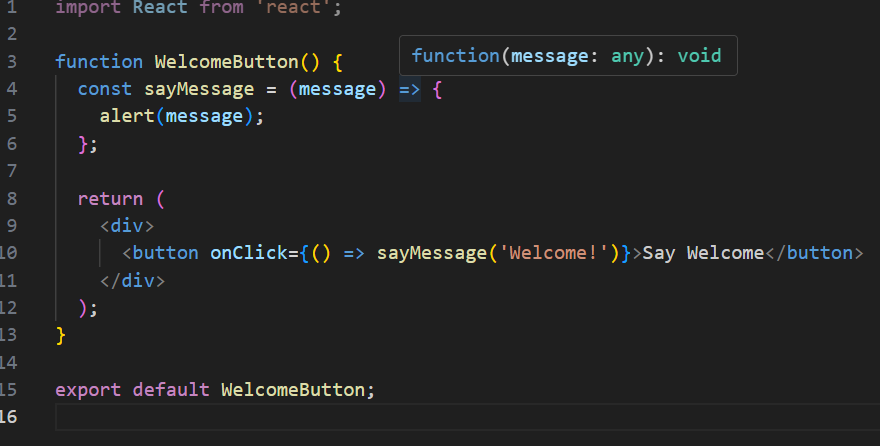 1 import React from 'react';
2
3 function WelcomeButton() {
function(message: any): void
4 const sayMessage = (message) => {
5 alert(message);
6 };
7
8 return (
9 <div>
10 <button onClick={() => sayMessage('Welcome!')}>Say Welcome</button>
11 </div>
12 );
13 }
14
15 export default WelcomeButton;
16